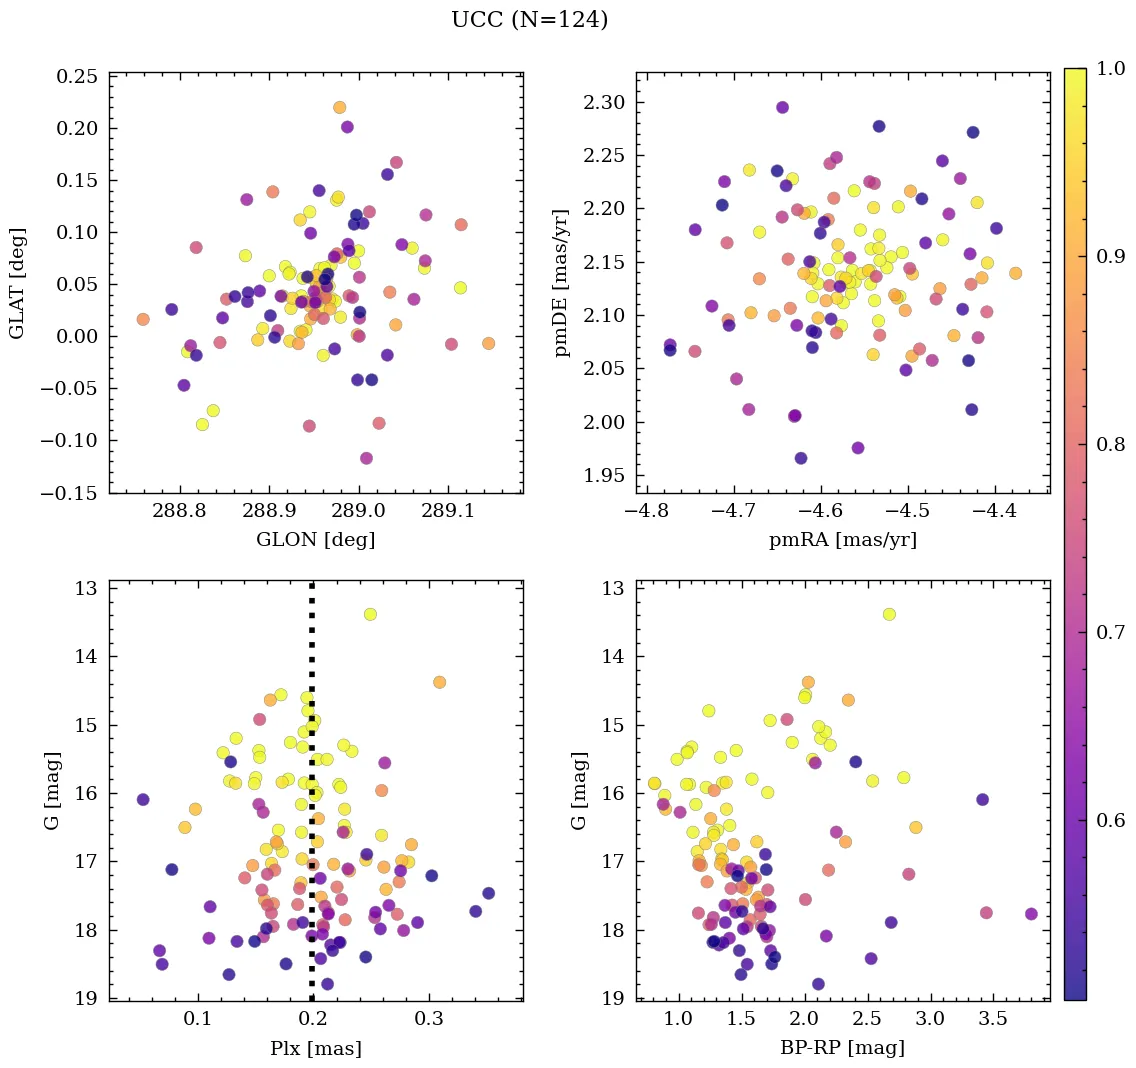 UCC (N=124)
0.25
0.20
0.15
0.10
0.05
0.00
−0.05
−0.10
−0.15
GLAT [deg]
288.8 288.9 289.0 289.1
GLON [deg]
2.30
2.25
2.20
2.15
2.10
2.05
2.00
1.95
pmDE [mas/yr]
−4.8 −4.7 −4.6 −4.5 −4.4
pmRA [mas/yr]
13
14
15
16
17
18
19
G [mag]
0.1 0.2 0.3
Plx [mas]
13
14
15
16
17
18
19
G [mag]
1.0 1.5 2.0 2.5 3.0 3.5
BP-RP [mag]
1.0
0.9
0.8
0.7
0.6